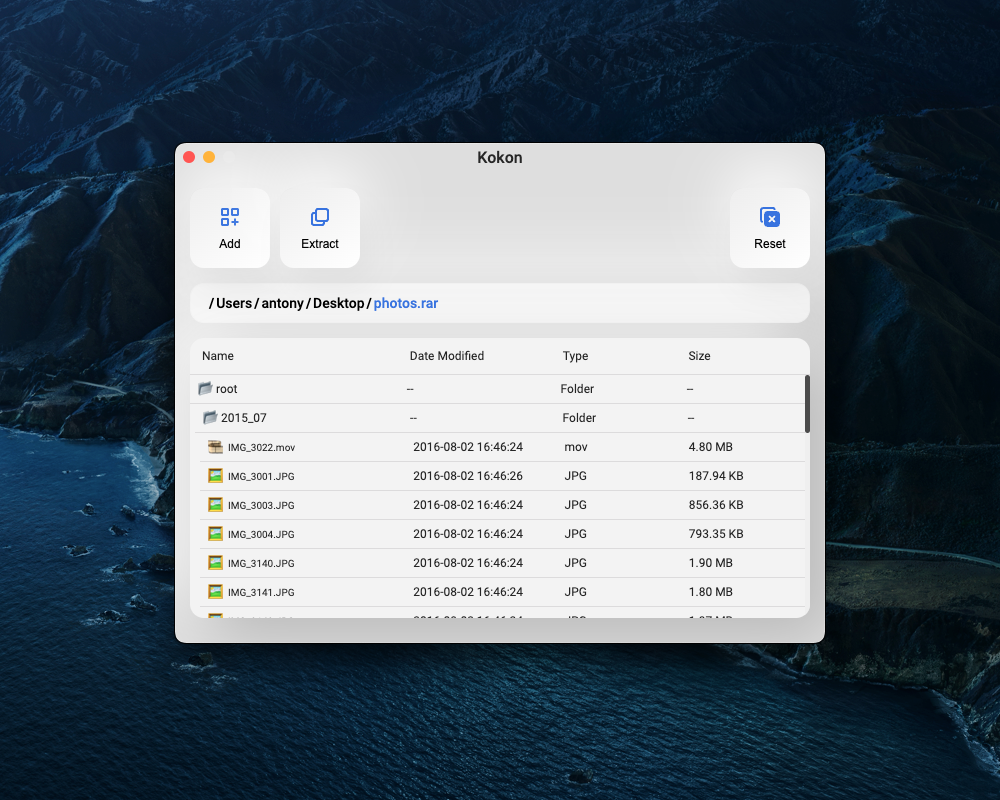 Kokon
Add Extract Reset
/ Users / antony / Desktop / photos.rar
Name Date Modified Type Size
root -- Folder --
2015_07 -- Folder --
IMG_3022.mov 2016-08-02 16:46:24 mov 4.80 MB
IMG_3001.JPG 2016-08-02 16:46:26 JPG 187.94 KB
IMG_3003.JPG 2016-08-02 16:46:24 JPG 856.36 KB
IMG_3004.JPG 2016-08-02 16:46:24 JPG 793.35 KB
IMG_3140.JPG 2016-08-02 16:46:24 JPG 1.90 MB
IMG_3141.JPG 2016-08-02 16:46:24 JPG 1.80 MB